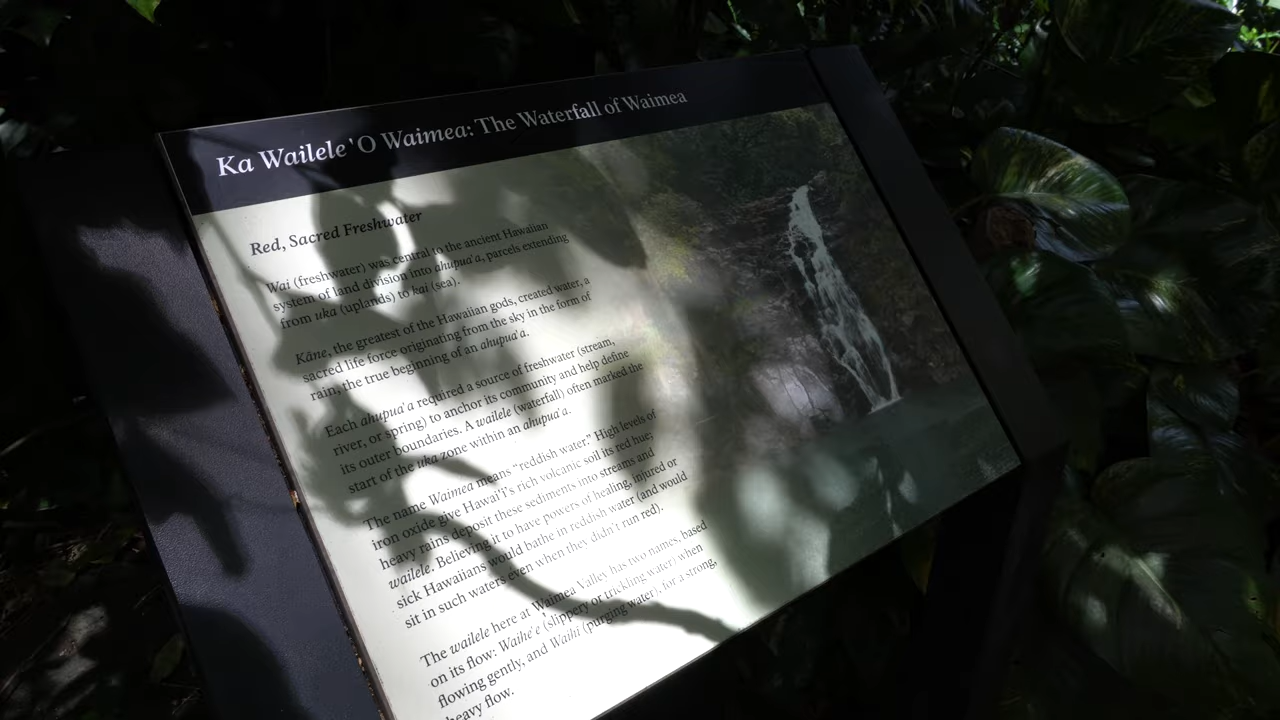 Ka Wailele 'O Waimea: The Waterfall of Waimea
Red, Sacred Freshwater
Wai (freshwater) was central to the ancient Hawaiian
system of land division into ahupua'a, parcels extending
from uka (uplands) to kai (sea).
Kāne, the greatest of the Hawaiian gods, created water, a
sacred life force originating from the sky in the form of
rain, the true beginning of an ahupua'a.
Each ahupua'a required a source of freshwater (stream,
river, or spring) to anchor its community and help define
its outer boundaries. A wailele (waterfall) often marked the
start of the uka zone within an ahupua'a.
The name Waimea means “reddish water.” High levels of
iron oxide give Hawai'i's rich volcanic soil its red hue;
heavy rains deposit these sediments into streams and
wailele. Believing it to have powers of healing, injured or
sick Hawaiians would bathe in reddish water (and would
sit in such waters even when they didn't run red).
The wailele here at Waimea Valley has two names, based
on its flow: Waihe'e (slippery or trickling water) when
flowing gently, and Waihī (purging water), for a strong,
heavy flow.